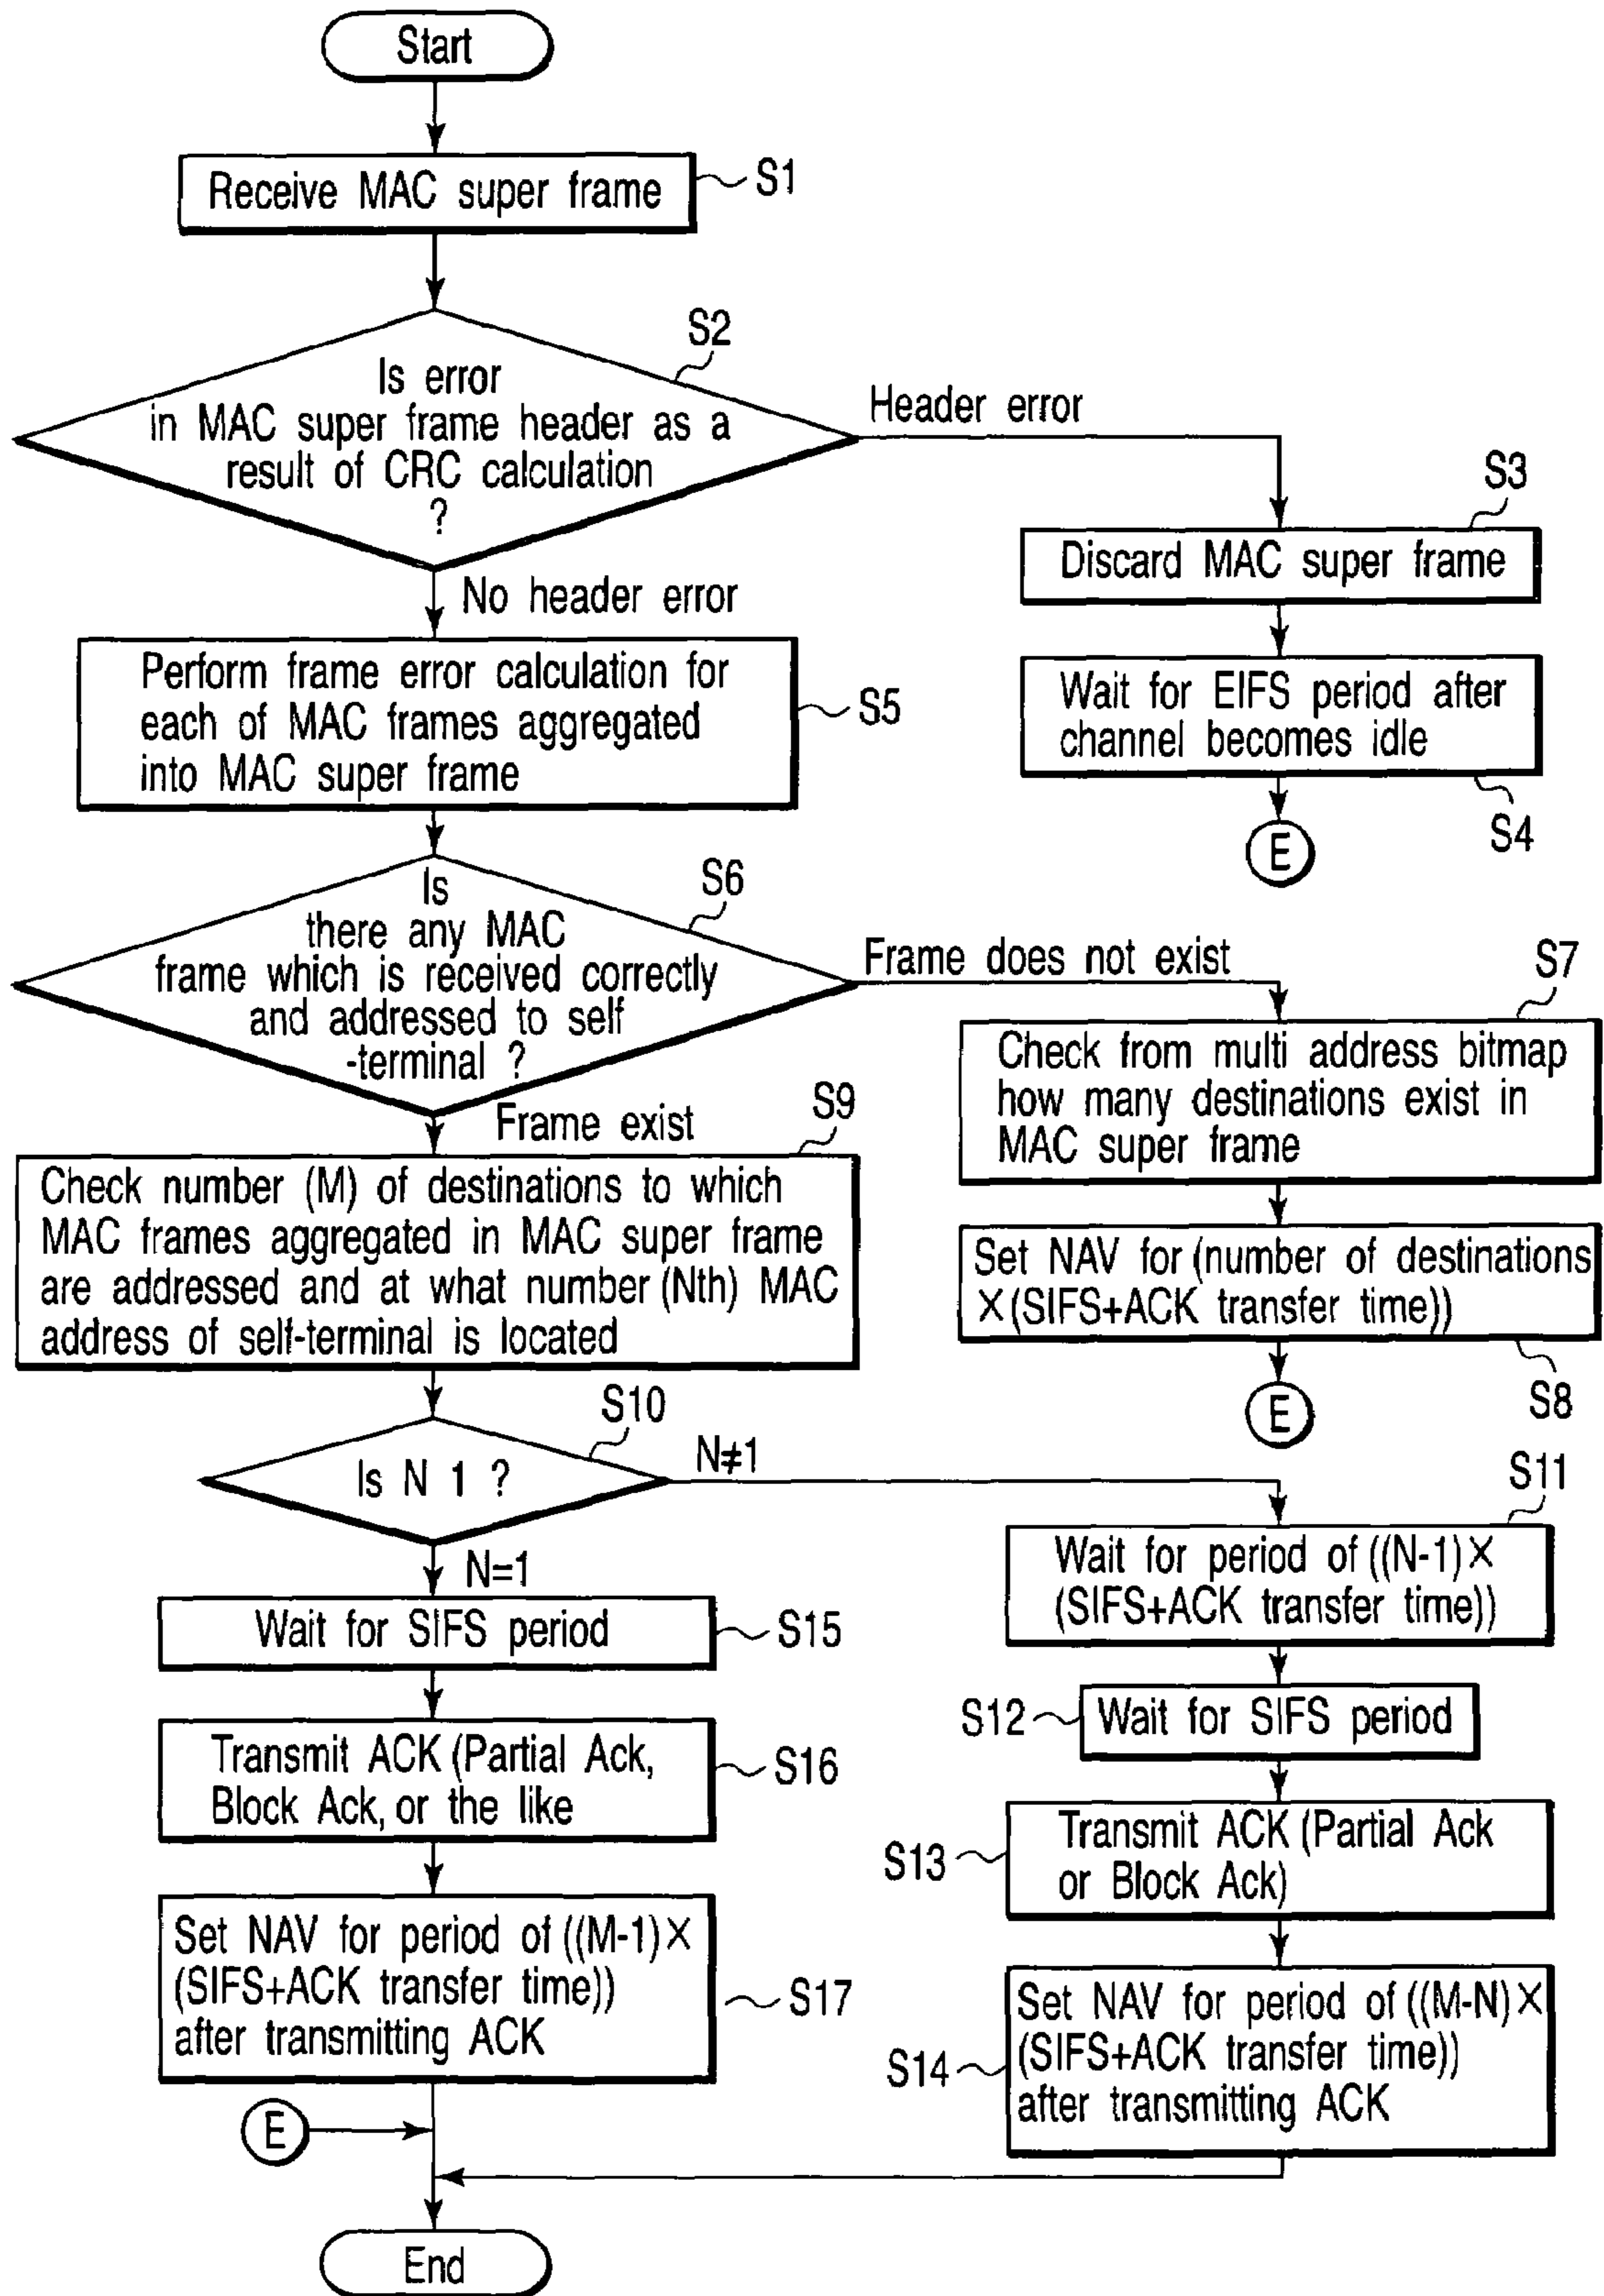 Start
Receive MAC super frame
S1
S2
Is error
in MAC super frame header as a
result of CRC calculation
?
Header error
S3
Discard MAC super frame
Wait for EIFS period after
channel becomes idle
S4
E
No header error
Perform frame error calculation for
each of MAC frames aggregated
into MAC super frame
S5
S6
Is
there any MAC
frame which is received correctly
and addressed to self
-terminal ?
Frame does not exist
S7
Check from multi address bitmap
how many destinations exist in
MAC super frame
Set NAV for (number of destinations
×(SIFS+ACK transfer time))
S8
E
Frame exist
S9
Check number (M) of destinations to which
MAC frames aggregated in MAC super frame
are addressed and at what number (Nth) MAC
address of self-terminal is located
S10
Is N 1 ?
N≠1
S11
Wait for period of ((N-1)×
(SIFS+ACK transfer time))
S12
Wait for SIFS period
S13
Transmit ACK (Partial Ack
or Block Ack)
S14
Set NAV for period of ((M-N)×
(SIFS+ACK transfer time))
after transmitting ACK
N=1
Wait for SIFS period
S15
Transmit ACK (Partial Ack,
Block Ack, or the like
S16
Set NAV for period of ((M-1)×
(SIFS+ACK transfer time))
after transmitting ACK
S17
E
End